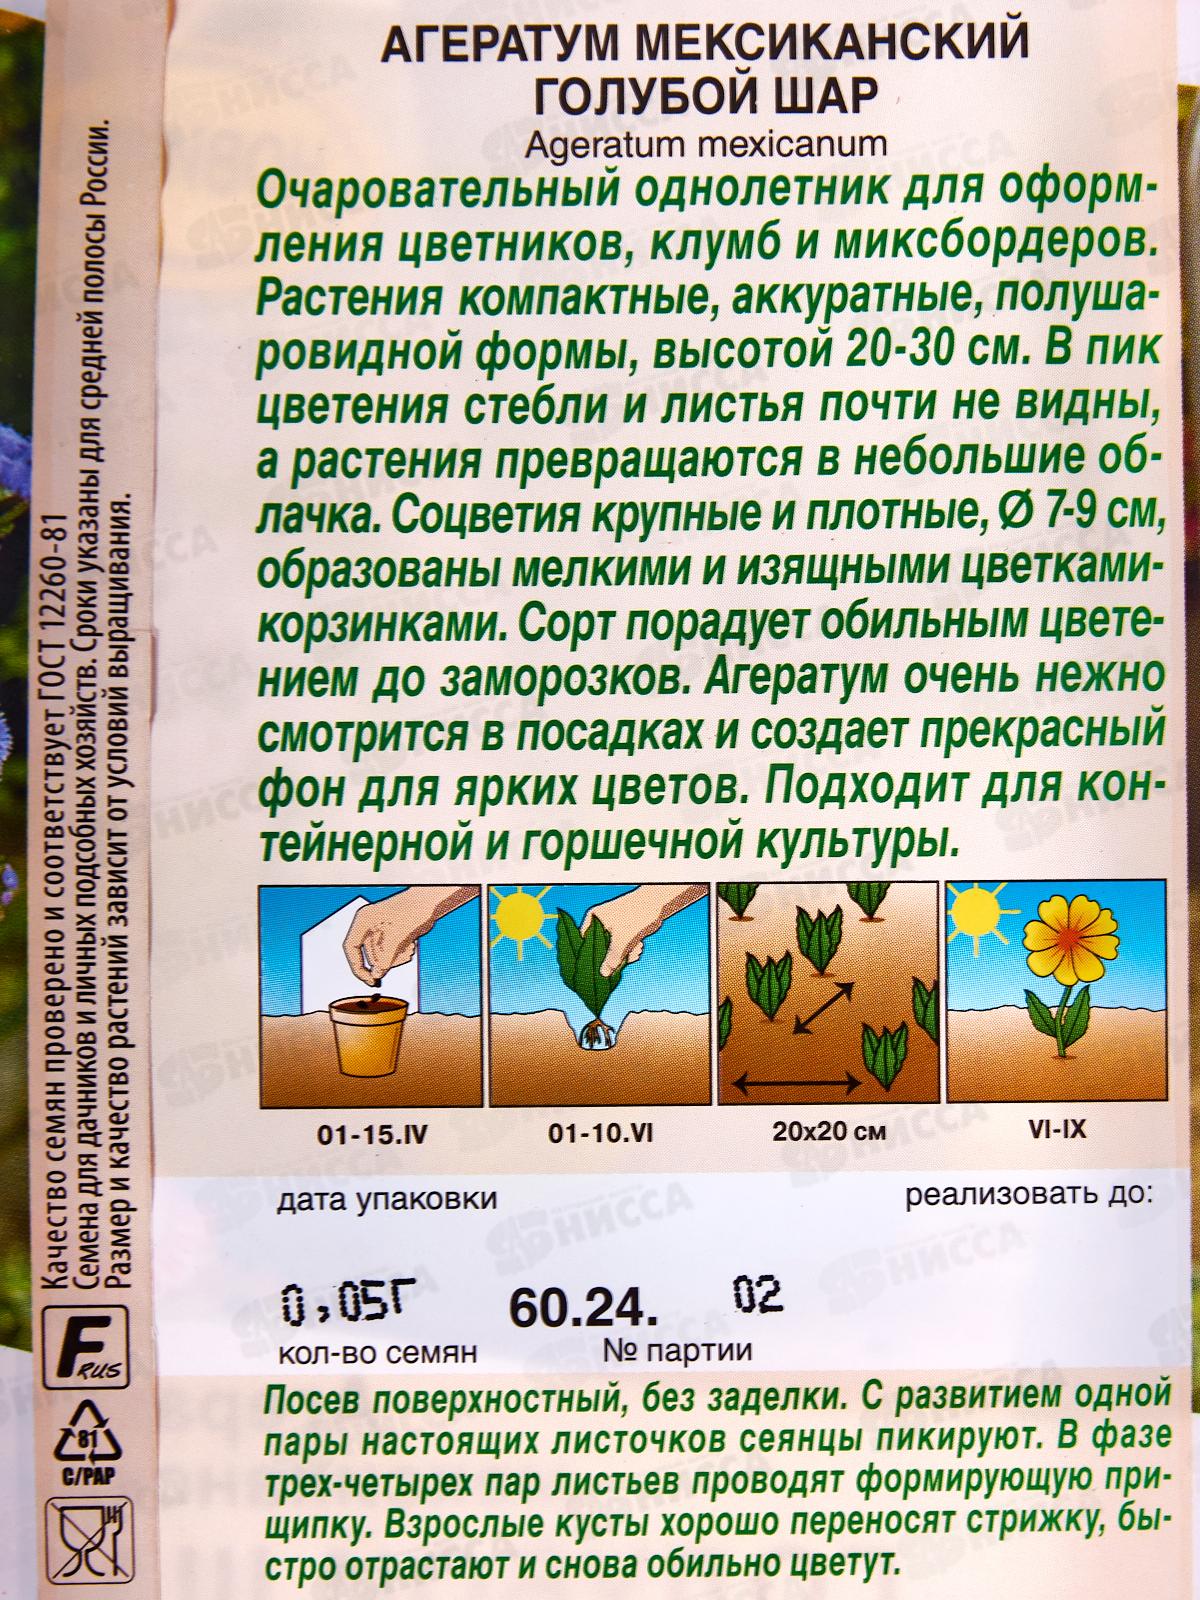 АГЕРАТУМ МЕКСИКАНСКИЙ
ГОЛУБОЙ ШАР
Ageratum mexicanum
Очаровательный однолетник для оформ-
ления цветников, клумб и миксбордеров.
Растения компактные, аккуратные, полуша-
ровидной формы, высотой 20-30 см. В пик
цветения стебли и листья почти не видны,
а растения превращаются в небольшие об-
лачка. Соцветия крупные и плотные, Ø 7-9 см,
образованы мелкими и изящными цветками-
корзинками. Сорт порадует обильным цвете-
нием до заморозков. Агератум очень нежно
смотрится в посадках и создает прекрасный
фон для ярких цветов. Подходит для кон-
тейнерной и горшечной культуры.
01-15.IV 01-10.VI 20x20 см VI-IX
дата упаковки реализовать до:
0,05г 60.24. 02
кол-во семян № партии
Посев поверхностный, без заделки. С развитием одной
пары настоящих листочков сеянцы пикируют. В фазе
трех-четырех пар листьев проводят формирующую при-
щипку. Взрослые кусты хорошо переносят стрижку, бы-
стро отрастают и снова обильно цветут.
Качество семян проверено и соответствует ГОСТ 12260-81
Семена для дачников и личных подсобных хозяйств. Сроки указаны для средней полосы России.
Размер и качество растений зависит от условий выращивания.
F RUS
81
C/PAP